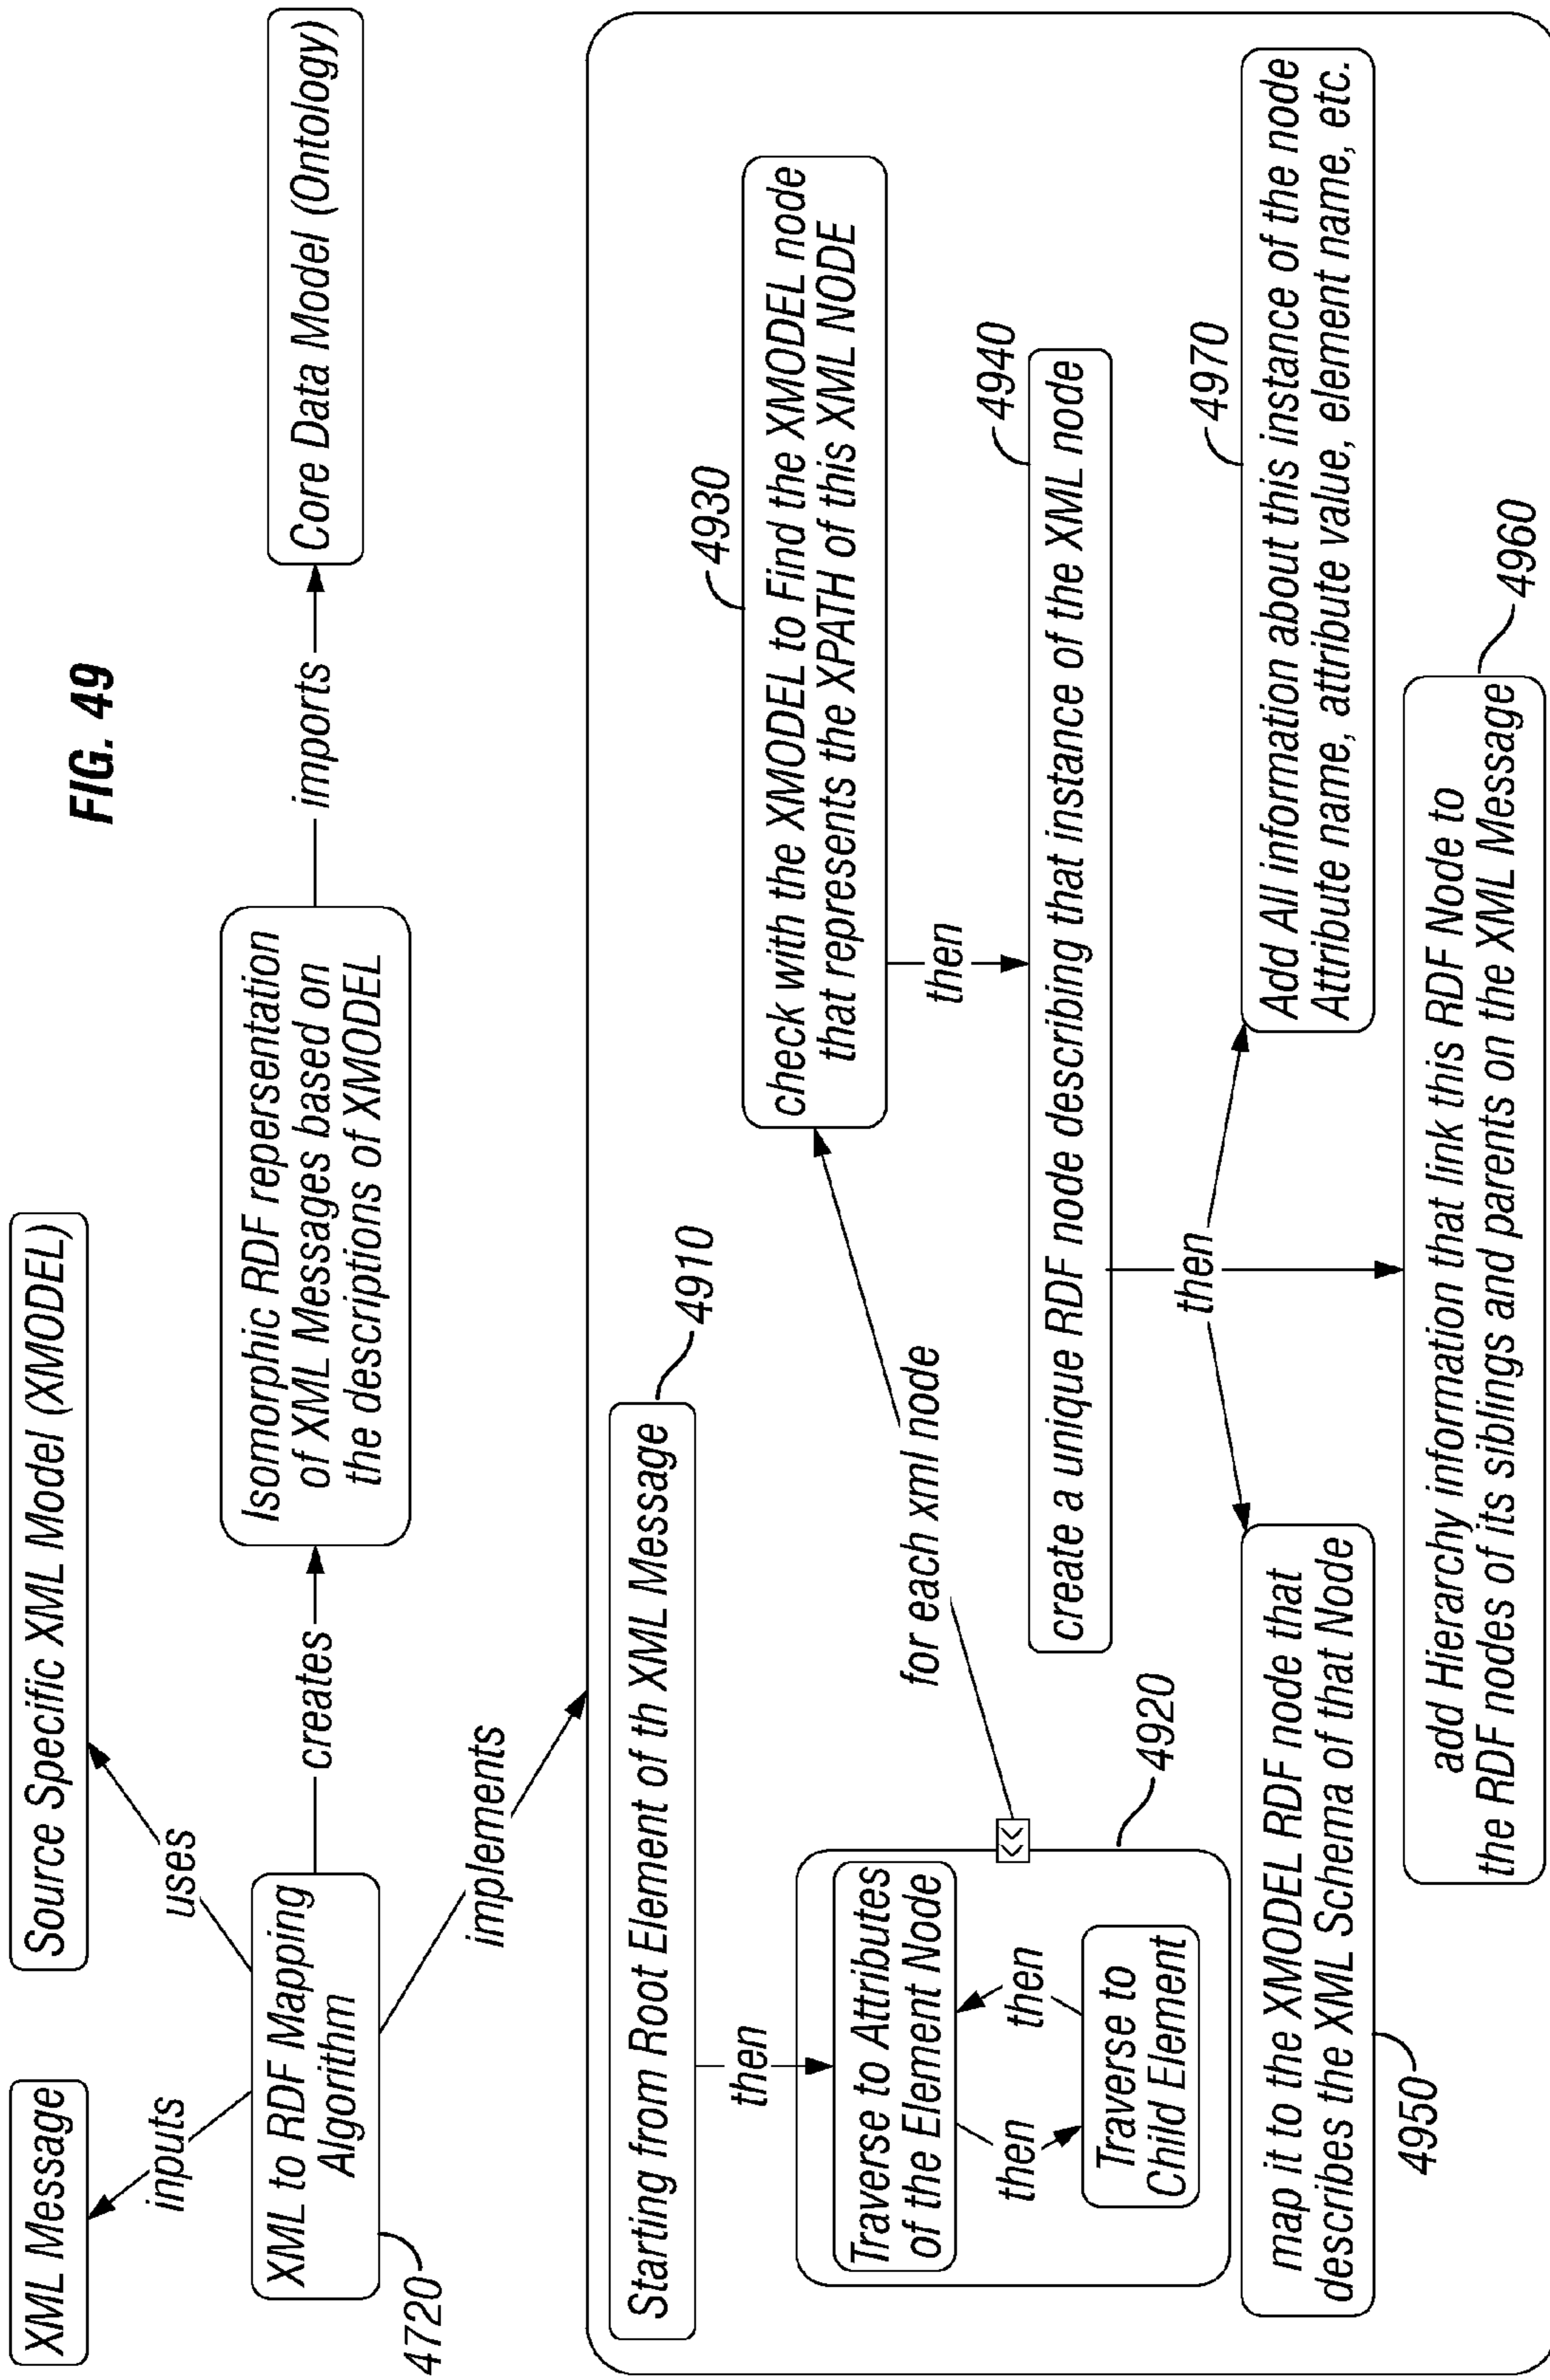 FIG. 49
XML Message
Source Specific XML Model (XMODEL)
inputs
uses
XML to RDF Mapping
Algorithm
4720
creates
Isomorphic RDF repersentation
of XML Messages based on
the descriptions of XMODEL
imports
Core Data Model (Ontology)
implements
Starting from Root Element of th XML Message
4910
then
Traverse to Attributes
of the Element Node
then
then
Traverse to
Child Element
4920
for each xml node
check with the XMODEL to Find the XMODEL node
that represents the XPATH of this XML NODE
4930
then
create a unique RDF node describing that instance of the XML node
4940
then
map it to the XMODEL RDF node that
describes the XML Schema of that Node
4950
Add All information about this instance of the node
Attribute name, attribute value, element name, etc.
4970
add Hierarchy information that link this RDF Node to
the RDF nodes of its siblings and parents on the XML Message
4960